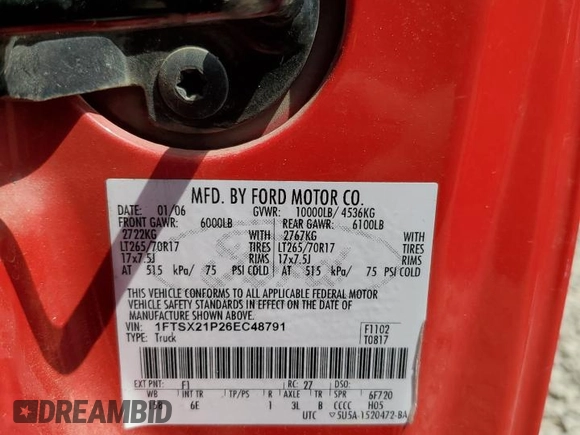 MFD. BY FORD MOTOR CO.
DATE: 01/06 GVWR: 10000LB/ 4536KG
FRONT GAWR: 6000LB REAR GAWR: 6100LB
2722KG WITH 2767KG WITH
LT265/70R17 TIRES LT265/70R17 TIRES
17x7.5J RIMS 17x7.5J RIMS
AT 515 kPa/ 75 PSI COLD AT 515 kPa/ 75 PSI COLD
THIS VEHICLE CONFORMS TO ALL APPLICABLE FEDERAL MOTOR
VEHICLE SAFETY STANDARDS IN EFFECT ON THE DATE OF
MANUFACTURE SHOWN ABOVE.
VIN: 1FTSX21P26EC48791 F1102
TYPE: Truck T0817
EXT PNT: F1 RC: 27 DSO:
WB INT TR TP/PS R AXLE TR SPR 6F720
158 6E 1 3L B CCCC H05
UTC 5U5A-1520472-BA
DREAMBID